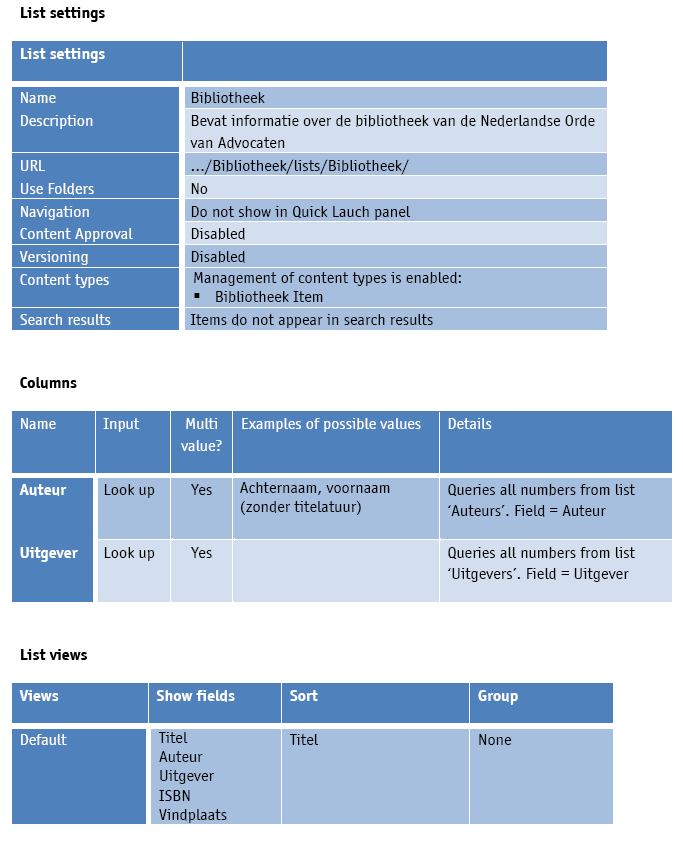 List settings
List settings
Name Bibliotheek
Description Bevat informatie over de bibliotheek van de Nederlandse Orde
van Advocaten
URL .../Bibliotheek/lists/Bibliotheek/
Use Folders No
Navigation Do not show in Quick Lauch panel
Content Approval Disabled
Versioning Disabled
Content types Management of content types is enabled:
▪ Bibliotheek Item
Search results Items do not appear in search results
Columns
Name Input Multi Examples of possible values Details
value?
Auteur Look up Yes Achternaam, voornaam Queries all numbers from list
(zonder titelatuur) ‘Auteurs’. Field = Auteur
Uitgever Look up Yes Queries all numbers from list
‘Uitgevers’. Field = Uitgever
List views
Views Show fields Sort Group
Default Titel Titel None
Auteur
Uitgever
ISBN
Vindplaats